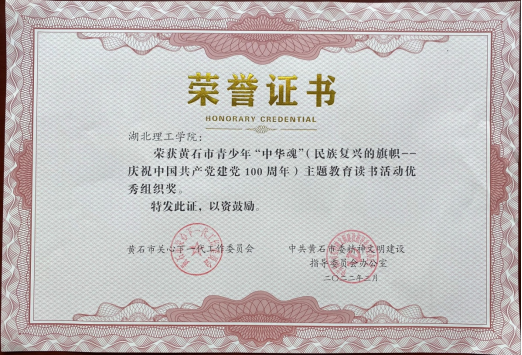 荣誉证书
HONORARY CREDENTIAL
湖北理工学院：
荣获黄石市青少年“中华魂”（民族复兴的旗帜--
庆祝中国共产党建党100周年）主题教育读书活动优
秀组织奖。
特发此证，以资鼓励。
黄石市关心下一代工作委员会
中共黄石市委精神文明建设
指导委员会办公室
二〇二二年二月